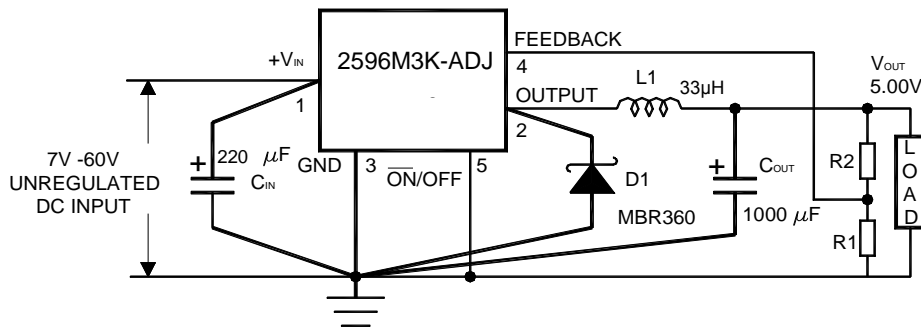 FEEDBACK
+VIN
2596M3K-ADJ
4
L1
33μH
VOUT
5.00V
1
OUTPUT
2
7V -60V
UNREGULATED
DC INPUT
+
220 μF
CIN
GND
3
ON/OFF
5
D1
MBR360
+
COUT
1000 μF
R2
R1
LOAD